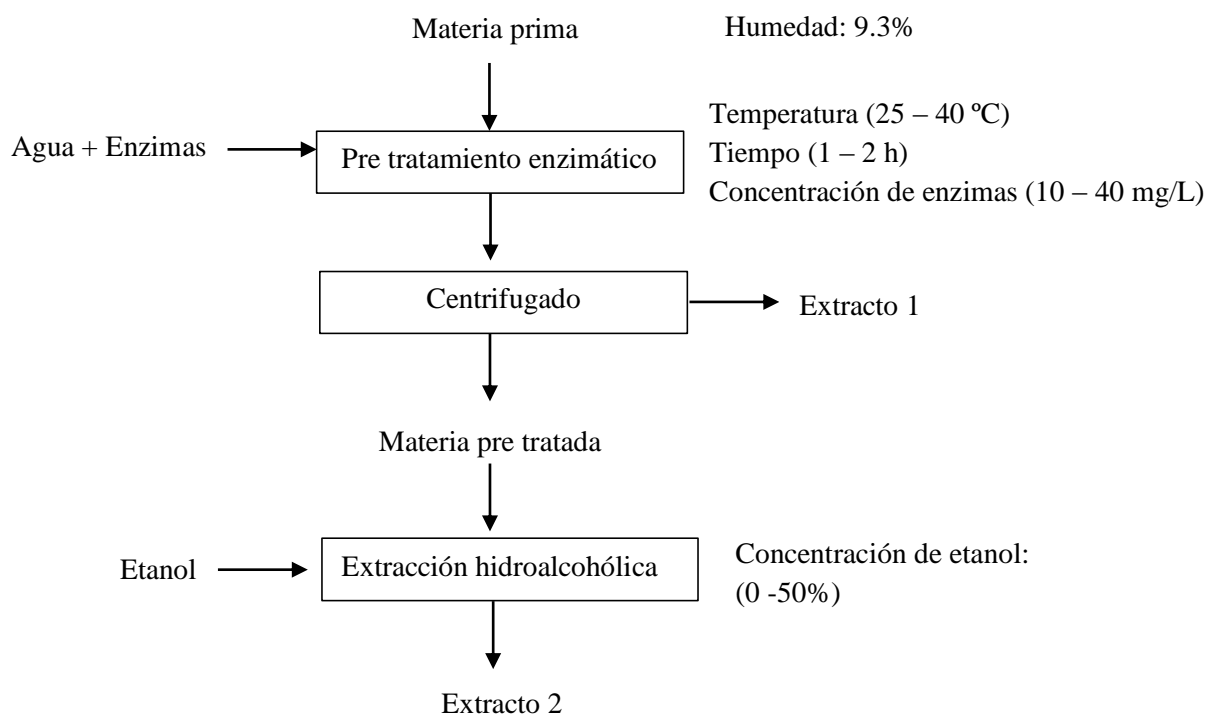 Materia prima
Humedad: 9.3%
Temperatura (25 – 40 ºC)
Agua + Enzimas
Pre tratamiento enzimático
Tiempo (1 – 2 h)
Concentración de enzimas (10 – 40 mg/L)
Centrifugado
Extracto 1
Materia pre tratada
Etanol
Extracción hidroalcohólica
Concentración de etanol:
(0 -50%)
Extracto 2